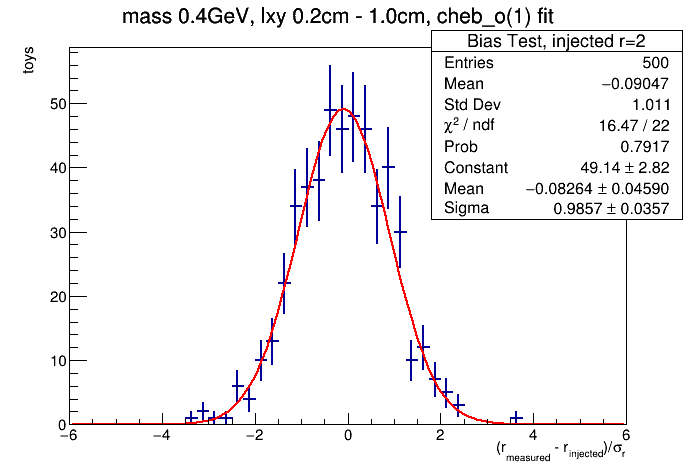 mass 0.4GeV, lxy 0.2cm - 1.0cm, cheb_o(1) fit
toys
Bias Test, injected r=2
Entries 500
Mean −0.09047
Std Dev 1.011
χ² / ndf 16.47 / 22
Prob 0.7917
Constant 49.14 ± 2.82
Mean −0.08264 ± 0.04590
Sigma 0.9857 ± 0.0357
50
40
30
20
10
0
−6 −4 −2 0 2 4 6
(r_measured - r_injected)/σ_r